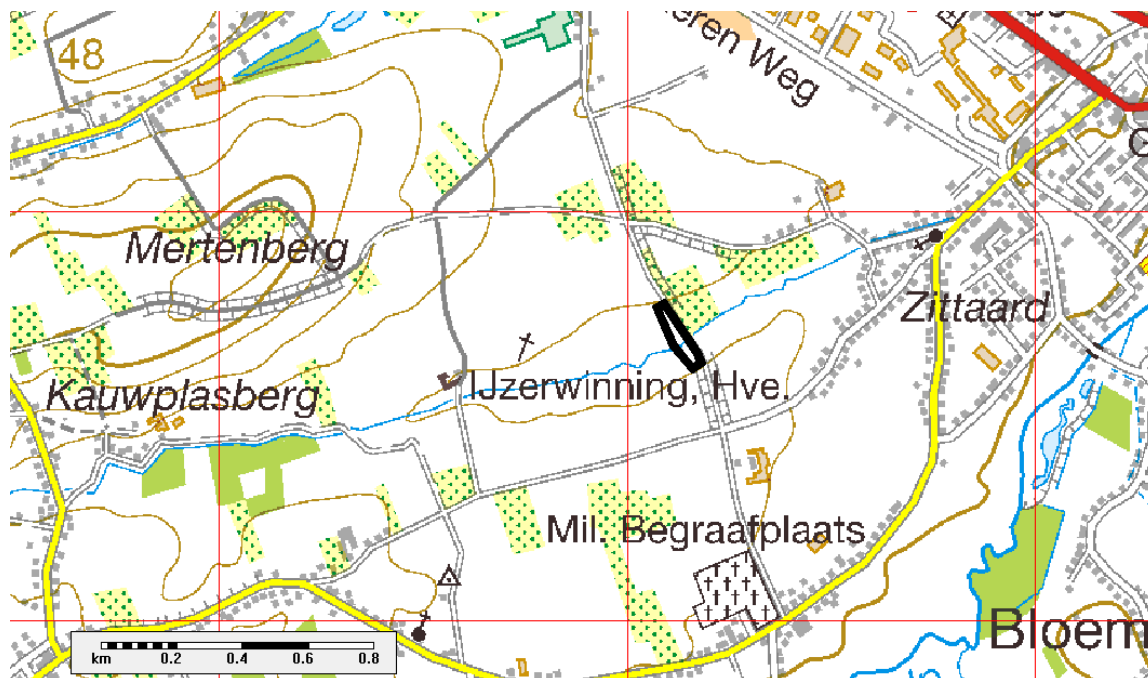 48
eren Weg
Mertenberg
Zittaard
IJzerwinning, Hve.
Kauwplasberg
Mil. Begraafplaats
Bloem
km 0.2 0.4 0.6 0.8